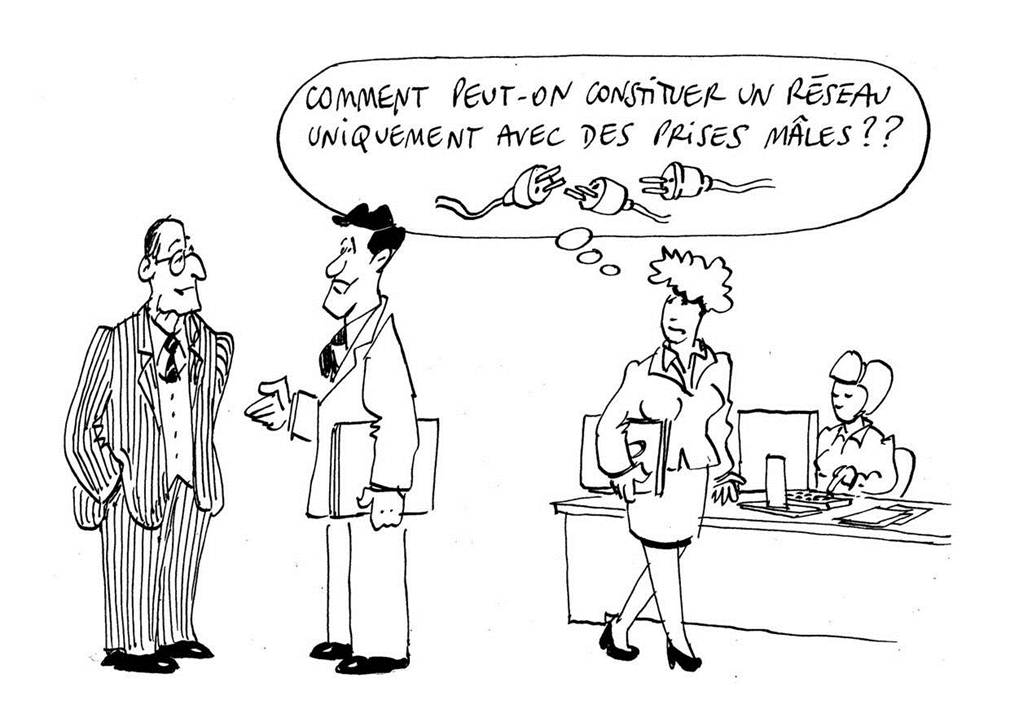 COMMENT PEUT-ON CONSTITUER UN RÉSEAU
UNIQUEMENT AVEC DES PRISES MÂLES??